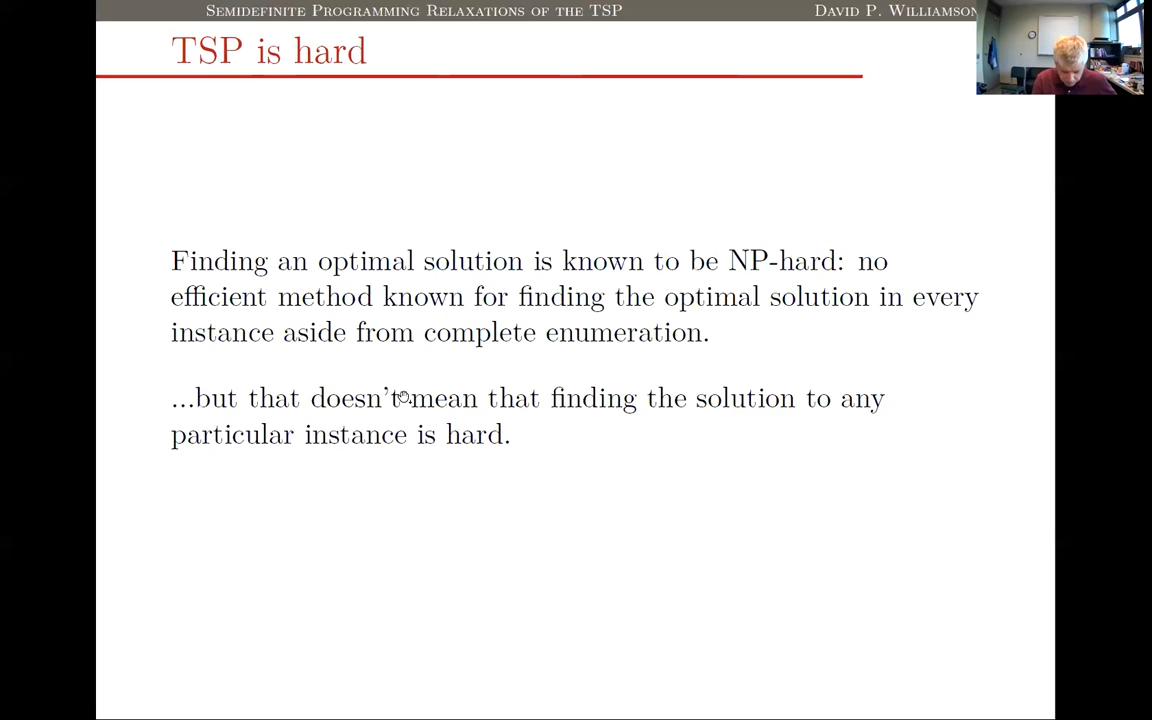 SEMIDEFINITE PROGRAMMING RELAXATIONS OF THE TSP DAVID P. WILLIAMSON
TSP is hard
Finding an optimal solution is known to be NP-hard: no
efficient method known for finding the optimal solution in every
instance aside from complete enumeration.
...but that doesn't mean that finding the solution to any
particular instance is hard.